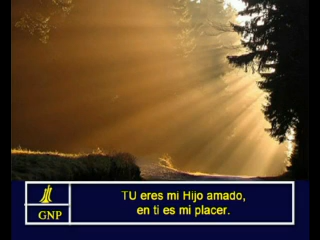 TU eres mi Hijo amado,
en ti es mi placer.
GNP